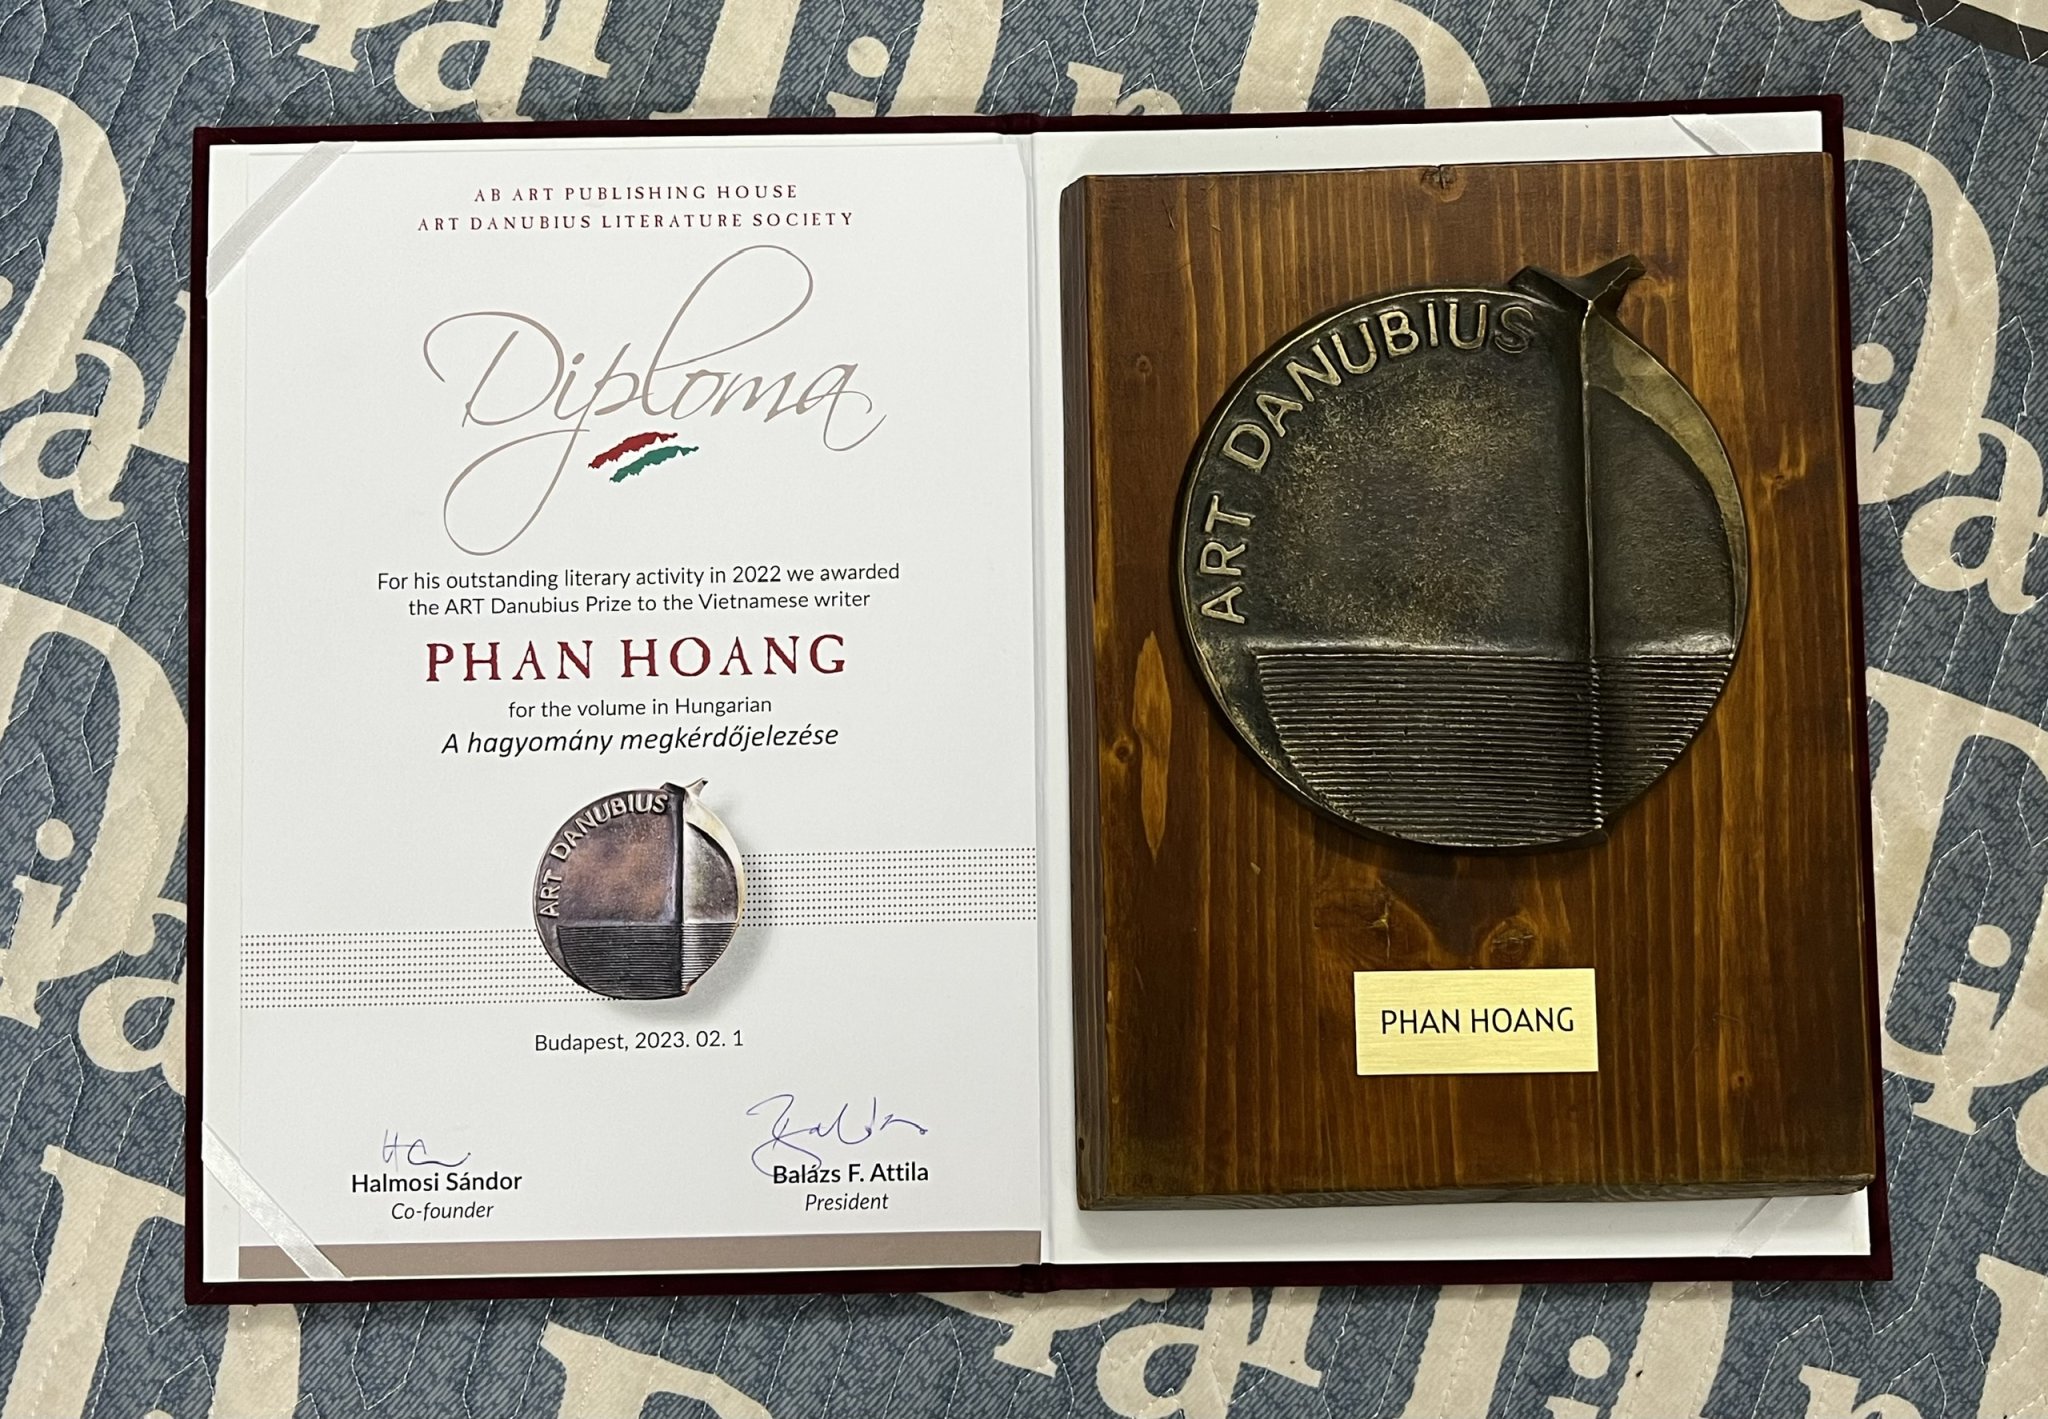 AB ART PUBLISHING HOUSE
ART DANUBIUS LITERATURE SOCIETY
Diploma
For his outstanding literary activity in 2022 we awarded
the ART Danubius Prize to the Vietnamese writer
PHAN HOANG
for the volume in Hungarian
A hagyomány megkérdőjelezése
ART DANUBIUS
Budapest, 2023. 02. 1
Halmosi Sándor
Co-founder
Balázs F. Attila
President
ART DANUBIUS
PHAN HOANG